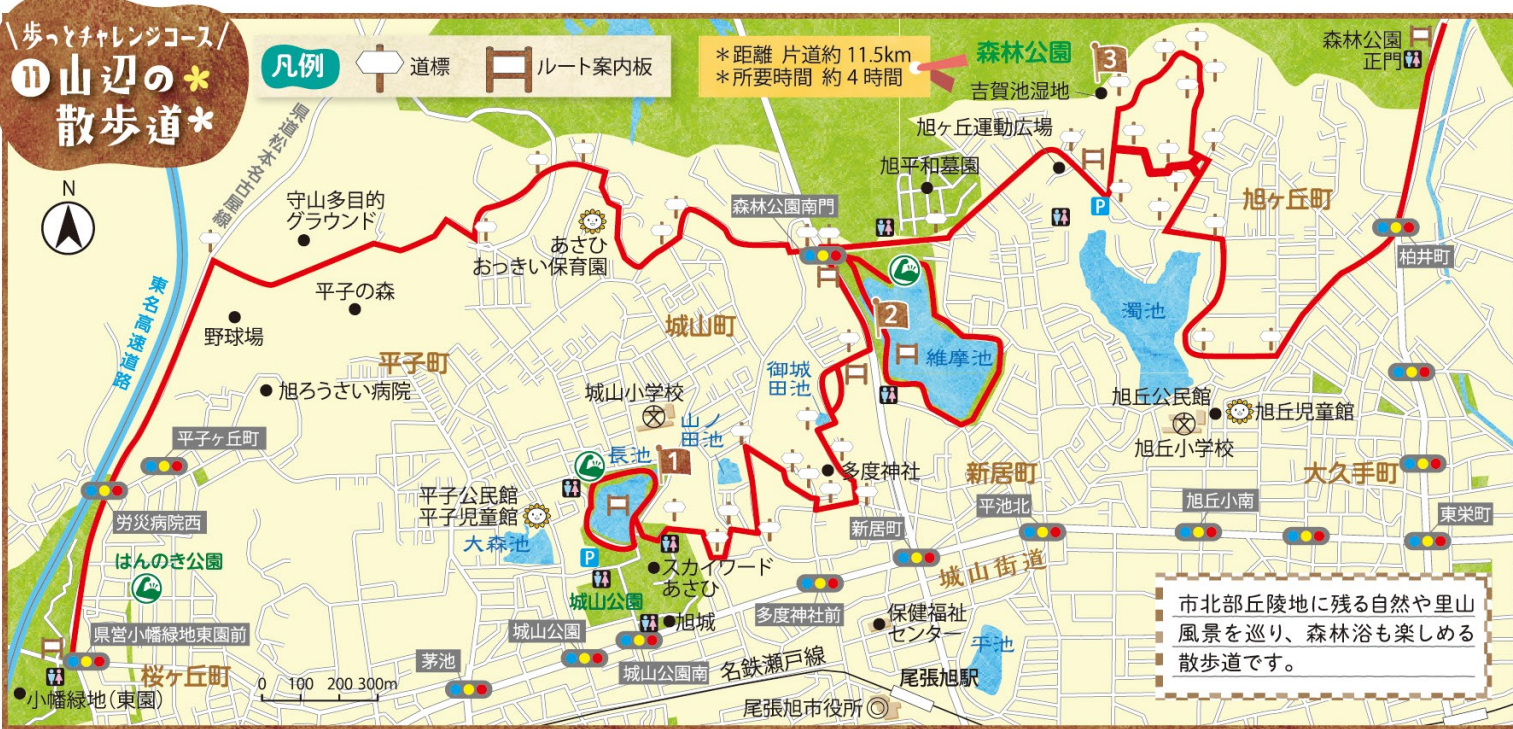 歩っとチャレンジコース
11 山辺の
散歩道
凡例
道標
ルート案内板
*距離 片道約 11.5km
*所要時間 約4時間
森林公園
3
吉賀池湿地
森林公園
正門
旭ヶ丘運動広場
旭平和墓園
県道松本名古屋線
N
守山多目的
グラウンド
森林公園南門
旭ヶ丘町
P
あさひ
おっきい保育園
柏井町
東名高速道路
平子の森
野球場
城山町
2
維摩池
濁池
平子町
御城
田池
旭ろうさい病院
城山小学校
山ノ
田池
旭丘公民館
旭丘児童館
旭丘小学校
平子ヶ丘町
長池
1
多度神社
新居町
大久手町
平子公民館
平子児童館
大森池
労災病院西
新居町
平池北
旭丘小南
東栄町
はんのき公園
P
スカイワード
あさひ
城山街道
城山公園
多度神社前
旭城
保健福祉
センター
平池
県営小幡緑地東園前
城山公園
城山公園南
茅池
桜ヶ丘町
名鉄瀬戸線
尾張旭駅
小幡緑地(東園)
0 100 200 300m
尾張旭市役所
市北部丘陵地に残る自然や里山
風景を巡り、森林浴も楽しめる
散歩道です。